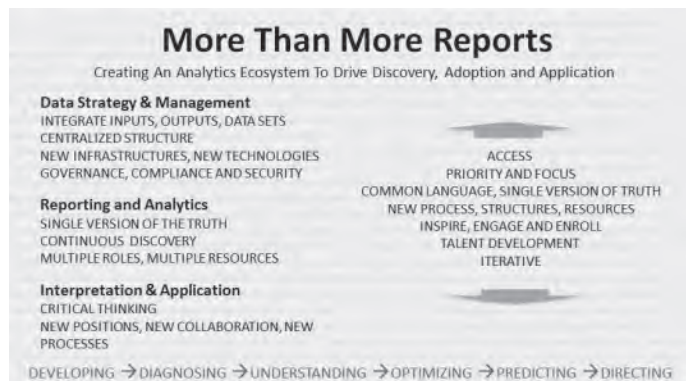 More Than More Reports
Creating An Analytics Ecosystem To Drive Discovery, Adoption and Application
Data Strategy & Management
INTEGRATE INPUTS, OUTPUTS, DATA SETS
CENTRALIZED STRUCTURE
NEW INFRASTRUCTURES, NEW TECHNOLOGIES
GOVERNANCE, COMPLIANCE AND SECURITY
Reporting and Analytics
SINGLE VERSION OF THE TRUTH
CONTINUOUS DISCOVERY
MULTIPLE ROLES, MULTIPLE RESOURCES
Interpretation & Application
CRITICAL THINKING
NEW POSITIONS, NEW COLLABORATION, NEW
PROCESSES
ACCESS
PRIORITY AND FOCUS
COMMON LANGUAGE, SINGLE VERSION OF TRUTH
NEW PROCESS, STRUCTURES, RESOURCES
INSPIRE, ENGAGE AND ENROLL
TALENT DEVELOPMENT
ITERATIVE
DEVELOPING → DIAGNOSING → UNDERSTANDING → OPTIMIZING → PREDICTING → DIRECTING